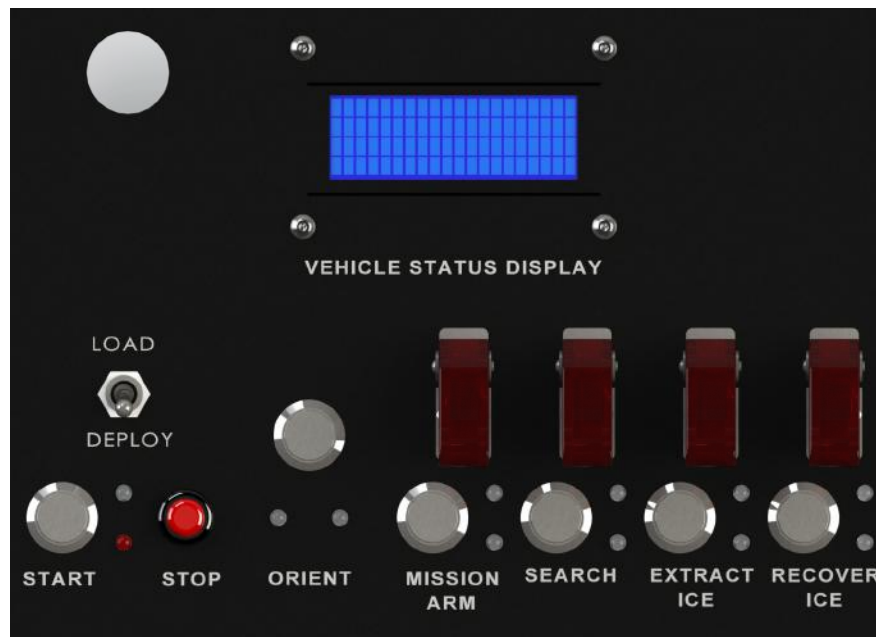 VEHICLE STATUS DISPLAY
LOAD
DEPLOY
START
STOP
ORIENT
MISSION
ARM
SEARCH
EXTRACT
ICE
RECOVER
ICE